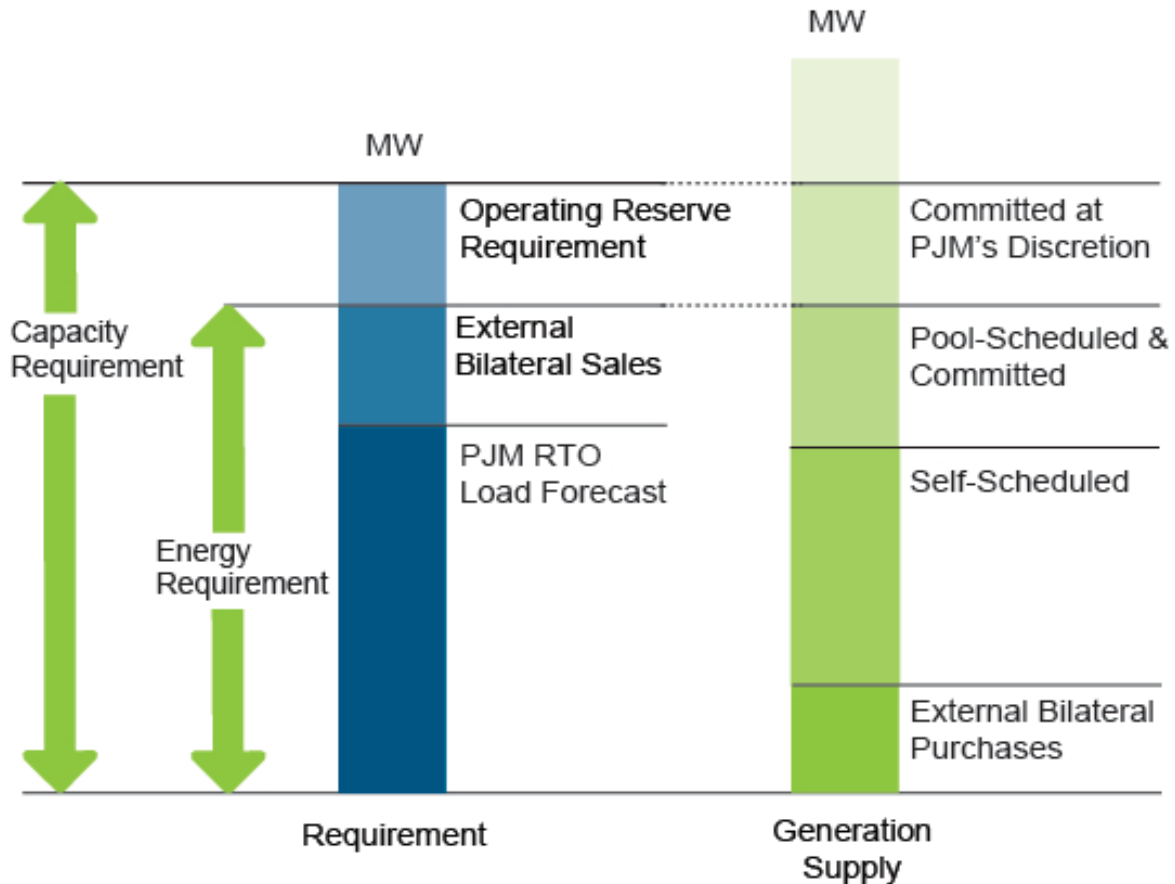 MW
MW
Operating Reserve
Requirement
Committed at
PJM's Discretion
Capacity
Requirement
External
Bilateral Sales
Pool-Scheduled &
Committed
PJM RTO
Load Forecast
Self-Scheduled
Energy
Requirement
External Bilateral
Purchases
Requirement
Generation
Supply